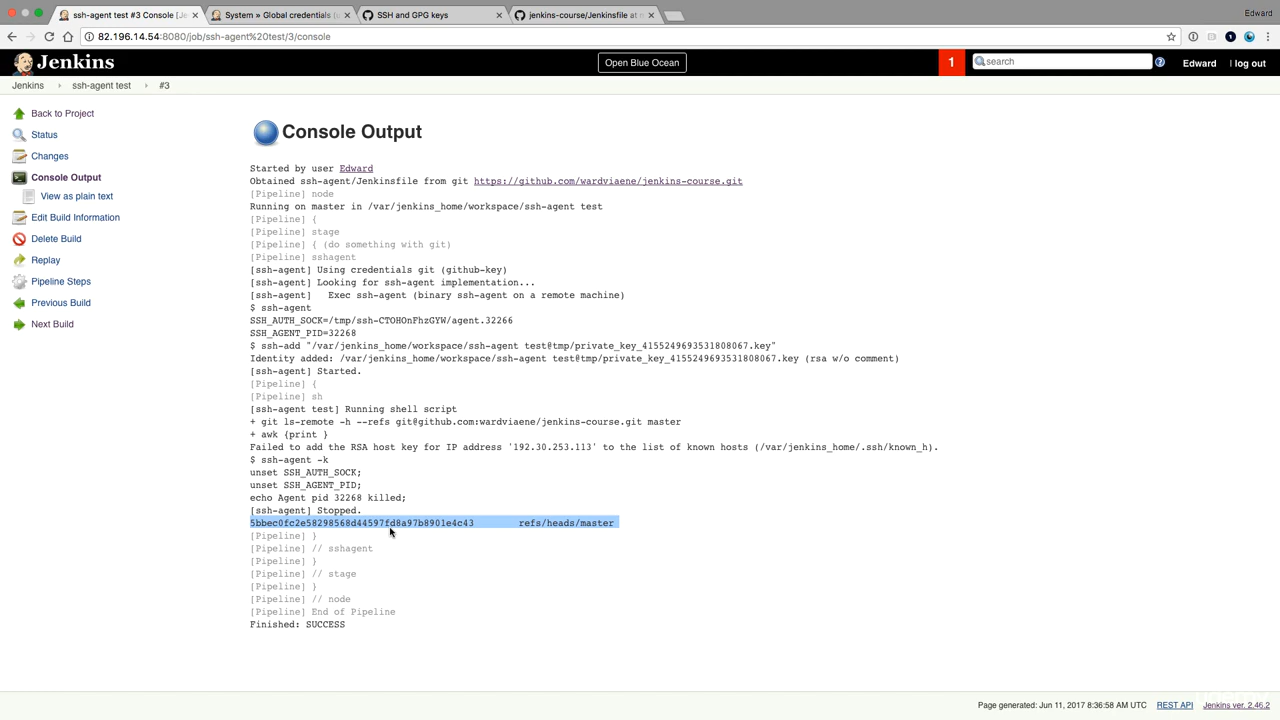 ssh-agent test #3 Console [Je
System » Global credentials (u
SSH and GPG keys
jenkins-course/Jenkinsfile at m
Edward
82.196.14.54:8080/job/ssh-agent%20test/3/console
Jenkins
Open Blue Ocean
1
search
Edward
| log out
Jenkins
ssh-agent test
#3
Back to Project
Status
Changes
Console Output
View as plain text
Edit Build Information
Delete Build
Replay
Pipeline Steps
Previous Build
Next Build
Console Output
Started by user Edward
Obtained ssh-agent/Jenkinsfile from git https://github.com/wardviaene/jenkins-course.git
[Pipeline] node
Running on master in /var/jenkins_home/workspace/ssh-agent test
[Pipeline] {
[Pipeline] stage
[Pipeline] { (do something with git)
[Pipeline] sshagent
[ssh-agent] Using credentials git (github-key)
[ssh-agent] Looking for ssh-agent implementation...
[ssh-agent]   Exec ssh-agent (binary ssh-agent on a remote machine)
$ ssh-agent
SSH_AUTH_SOCK=/tmp/ssh-CTOHOnFhzGYW/agent.32266
SSH_AGENT_PID=32268
$ ssh-add "/var/jenkins_home/workspace/ssh-agent test@tmp/private_key_4155249693531808067.key"
Identity added: /var/jenkins_home/workspace/ssh-agent test@tmp/private_key_4155249693531808067.key (rsa w/o comment)
[ssh-agent] Started.
[Pipeline] {
[Pipeline] sh
[ssh-agent test] Running shell script
+ git ls-remote -h --refs git@github.com:wardviaene/jenkins-course.git master
+ awk {print }
Failed to add the RSA host key for IP address '192.30.253.113' to the list of known hosts (/var/jenkins_home/.ssh/known_h).
$ ssh-agent -k
unset SSH_AUTH_SOCK;
unset SSH_AGENT_PID;
echo Agent pid 32268 killed;
[ssh-agent] Stopped.
5bbec0fc2e58298568d44597fd8a97b8901e4c43 refs/heads/master
[Pipeline] }
[Pipeline] // sshagent
[Pipeline] }
[Pipeline] // stage
[Pipeline] }
[Pipeline] // node
[Pipeline] End of Pipeline
Finished: SUCCESS
Page generated: Jun 11, 2017 8:36:58 AM UTC
REST API
Jenkins ver. 2.46.2